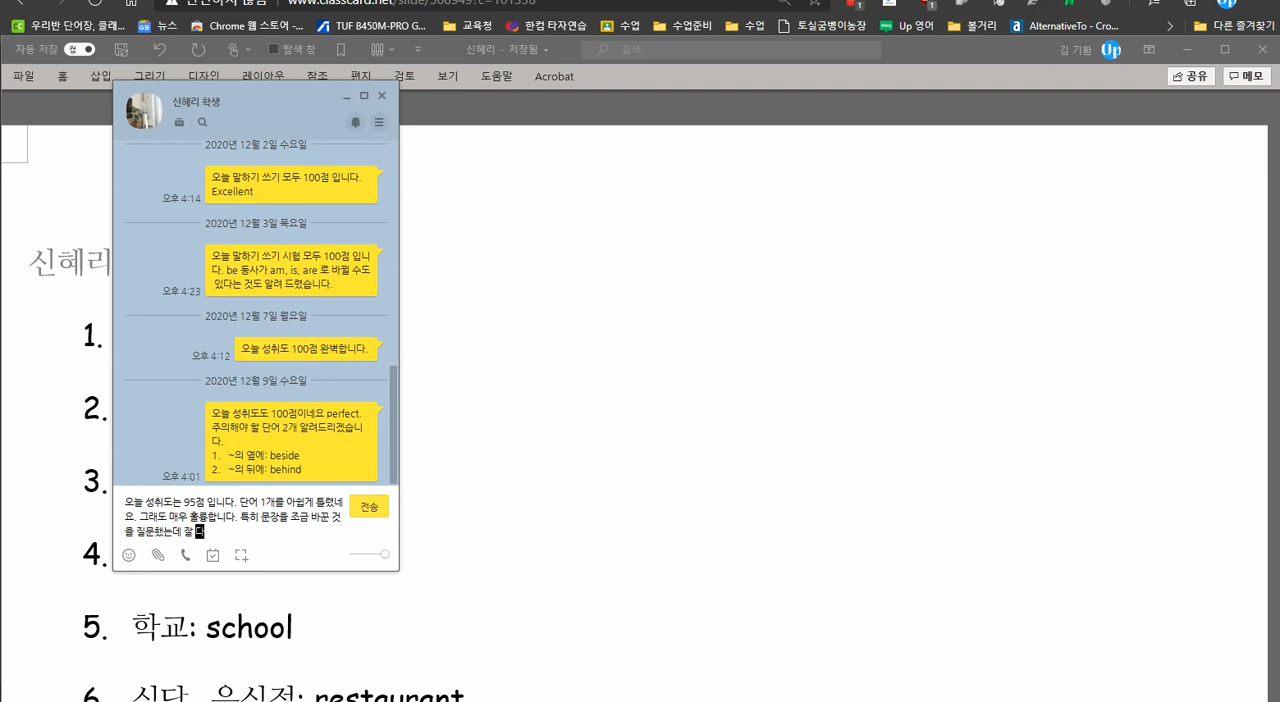 www.classcard.net/slide/566949?c=101558
우리반 단어장, 클래...
뉴스
Chrome 웹 스토어 -...
TUF B450M-PRO G...
교육청
한컴 타자연습
수업
수업준비
수업
토실금병이농장
Up 영어
볼거리
AlternativeTo - Cro...
다른 즐겨찾기
자동 저장
탐색 창
신혜리 - 저장됨
검색
김 기환
Up
파일 홈 삽입 그리기 디자인 레이아웃 참조 편지 검토 보기 도움말 Acrobat
공유
메모
신혜리 학생
2020년 12월 2일 수요일
오늘 말하기 쓰기 모두 100점 입니다.
Excellent
오후 4:14
2020년 12월 3일 목요일
오늘 말하기 쓰기 시험 모두 100점 입니
다. be 동사가 am, is, are 로 바뀔 수도
있다는 것도 알려 드렸습니다.
오후 4:23
2020년 12월 7일 월요일
오늘 성취도 100점 완벽합니다.
오후 4:12
2020년 12월 9일 수요일
오늘 성취도도 100점이네요 perfect.
주의해야 할 단어 2개 알려드리겠습니
다.
1. ~의 옆에: beside
2. ~의 뒤에: behind
오후 4:01
오늘 성취도는 95점 입니다. 단어 1개를 아쉽게 틀렸네
요. 그래도 매우 훌륭합니다. 특히 문장을 조금 바꾼 것
을 질문했는데 잘 다
전송
신혜리
1.
2.
3.
4.
5. 학교: school
6. 식당, 음식점: restaurant